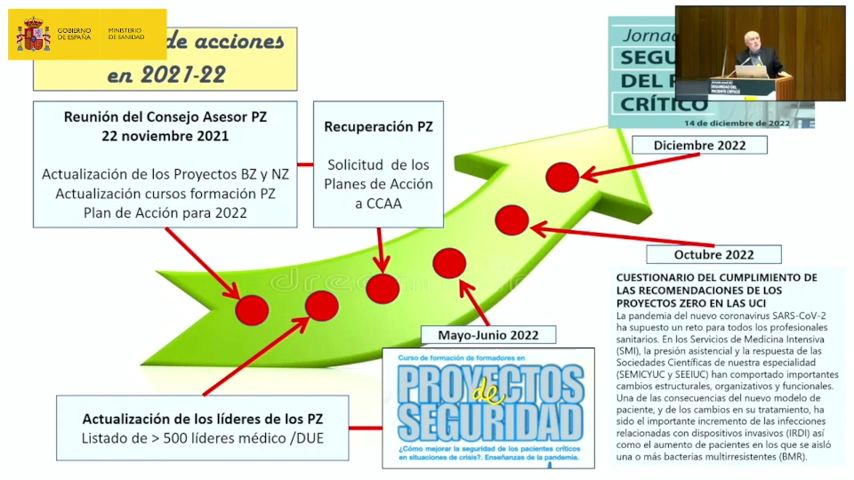 GOBIERNO
DE ESPAÑA
MINISTERIO
DE SANIDAD
de acciones
en 2021-22
Jornada
SEGU
DEL P
CRÍTICO
14 de diciembre de 2022
SEGURIDAD DEL
PACIENTE CRÍTICO
Reunión del Consejo Asesor PZ
22 noviembre 2021
Actualización de los Proyectos BZ y NZ
Actualización cursos formación PZ
Plan de Acción para 2022
Recuperación PZ
Solicitud de los
Planes de Acción
a CCAA
Diciembre 2022
Octubre 2022
CUESTIONARIO DEL CUMPLIMIENTO DE
LAS RECOMENDACIONES DE LOS
PROYECTOS ZERO EN LAS UCI
La pandemia del nuevo coronavirus SARS-CoV-2
ha supuesto un reto para todos los profesionales
sanitarios. En los Servicios de Medicina Intensiva
(SMI), la presión asistencial y la respuesta de las
Sociedades Científicas de nuestra especialidad
(SEMICYUC y SEEIUC) han comportado importantes
cambios estructurales, organizativos y funcionales.
Una de las consecuencias del nuevo modelo de
paciente, y de los cambios en su tratamiento, ha
sido el importante incremento de las infecciones
relacionadas con dispositivos invasivos (IRDI) así
como el aumento de pacientes en los que se aisló
una o más bacterias multirresistentes (BMR).
Mayo-Junio 2022
Curso de formación de formadores en
PROYECTOS
de
SEGURIDAD
¿Cómo mejorar la seguridad de los pacientes críticos
en situaciones de crisis?. Enseñanzas de la pandemia.
Actualización de los líderes de los PZ
Listado de > 500 líderes médico /DUE